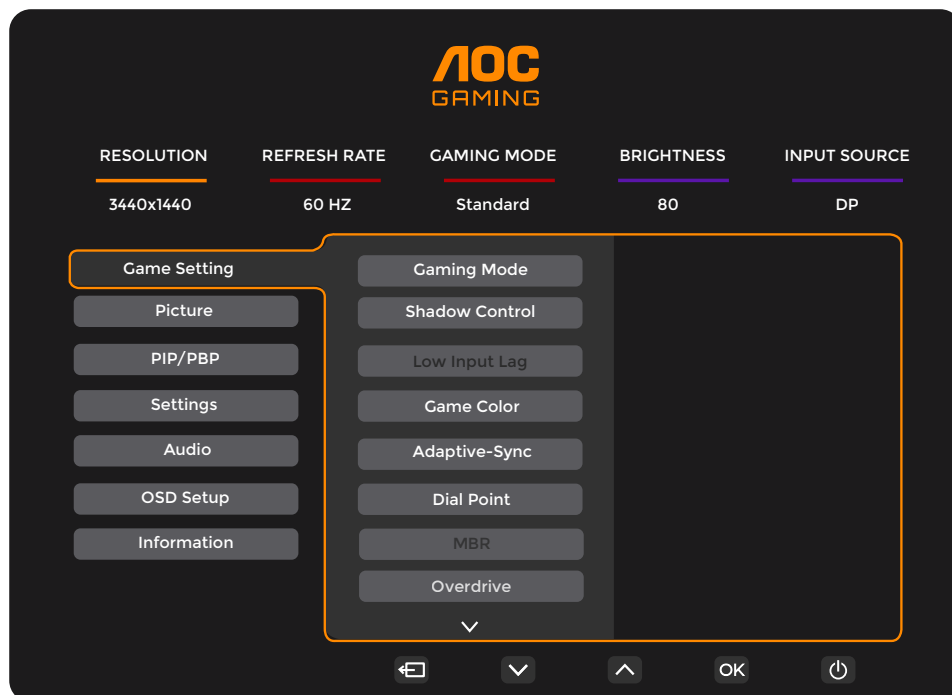 AOC
GAMING
RESOLUTION REFRESH RATE GAMING MODE BRIGHTNESS INPUT SOURCE
3440x1440 60 HZ Standard 80 DP
Game Setting
Picture
PIP/PBP
Settings
Audio
OSD Setup
Information
Gaming Mode
Shadow Control
Low Input Lag
Game Color
Adaptive-Sync
Dial Point
MBR
Overdrive
OK